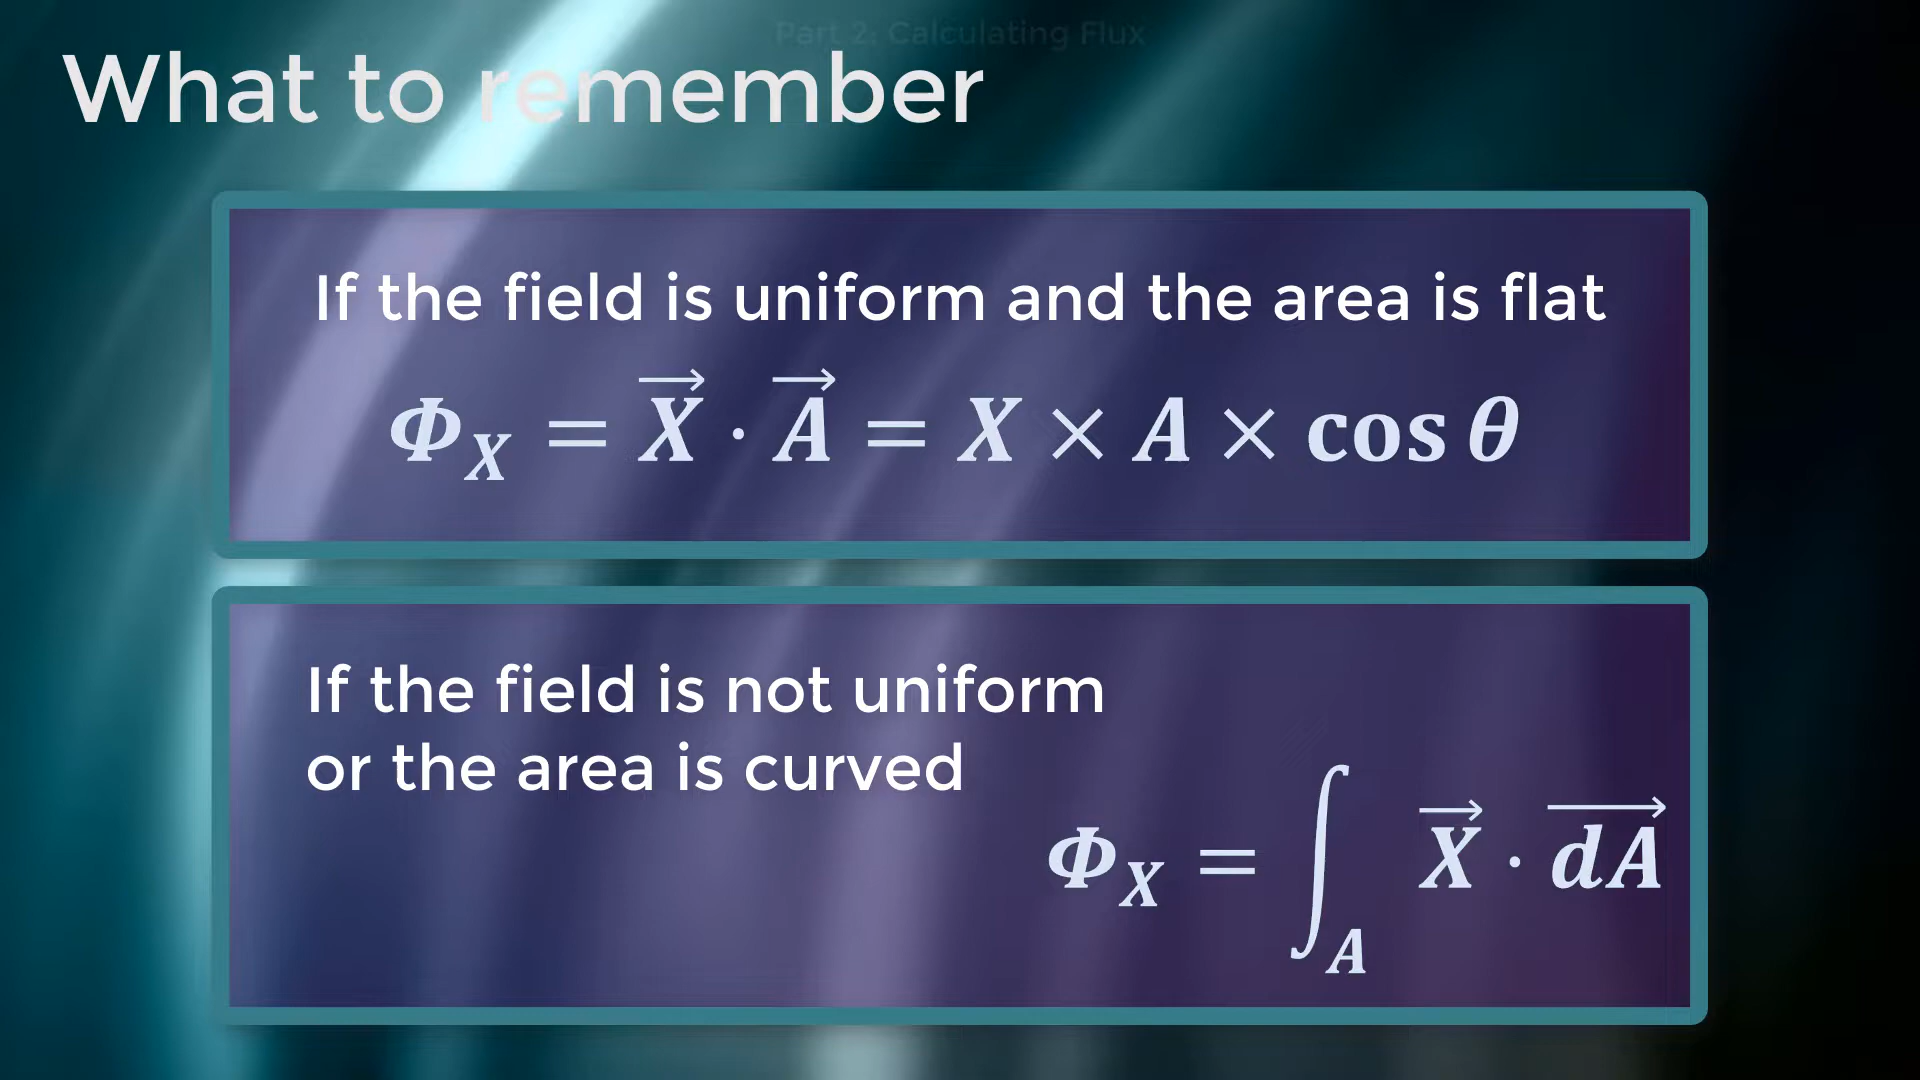 Part 2: Calculating Flux
What to remember
If the field is uniform and the area is flat
Φ_X = X⃗ · A⃗ = X × A × cos θ
If the field is not uniform
or the area is curved
Φ_X = ∫_A X⃗ · dA⃗